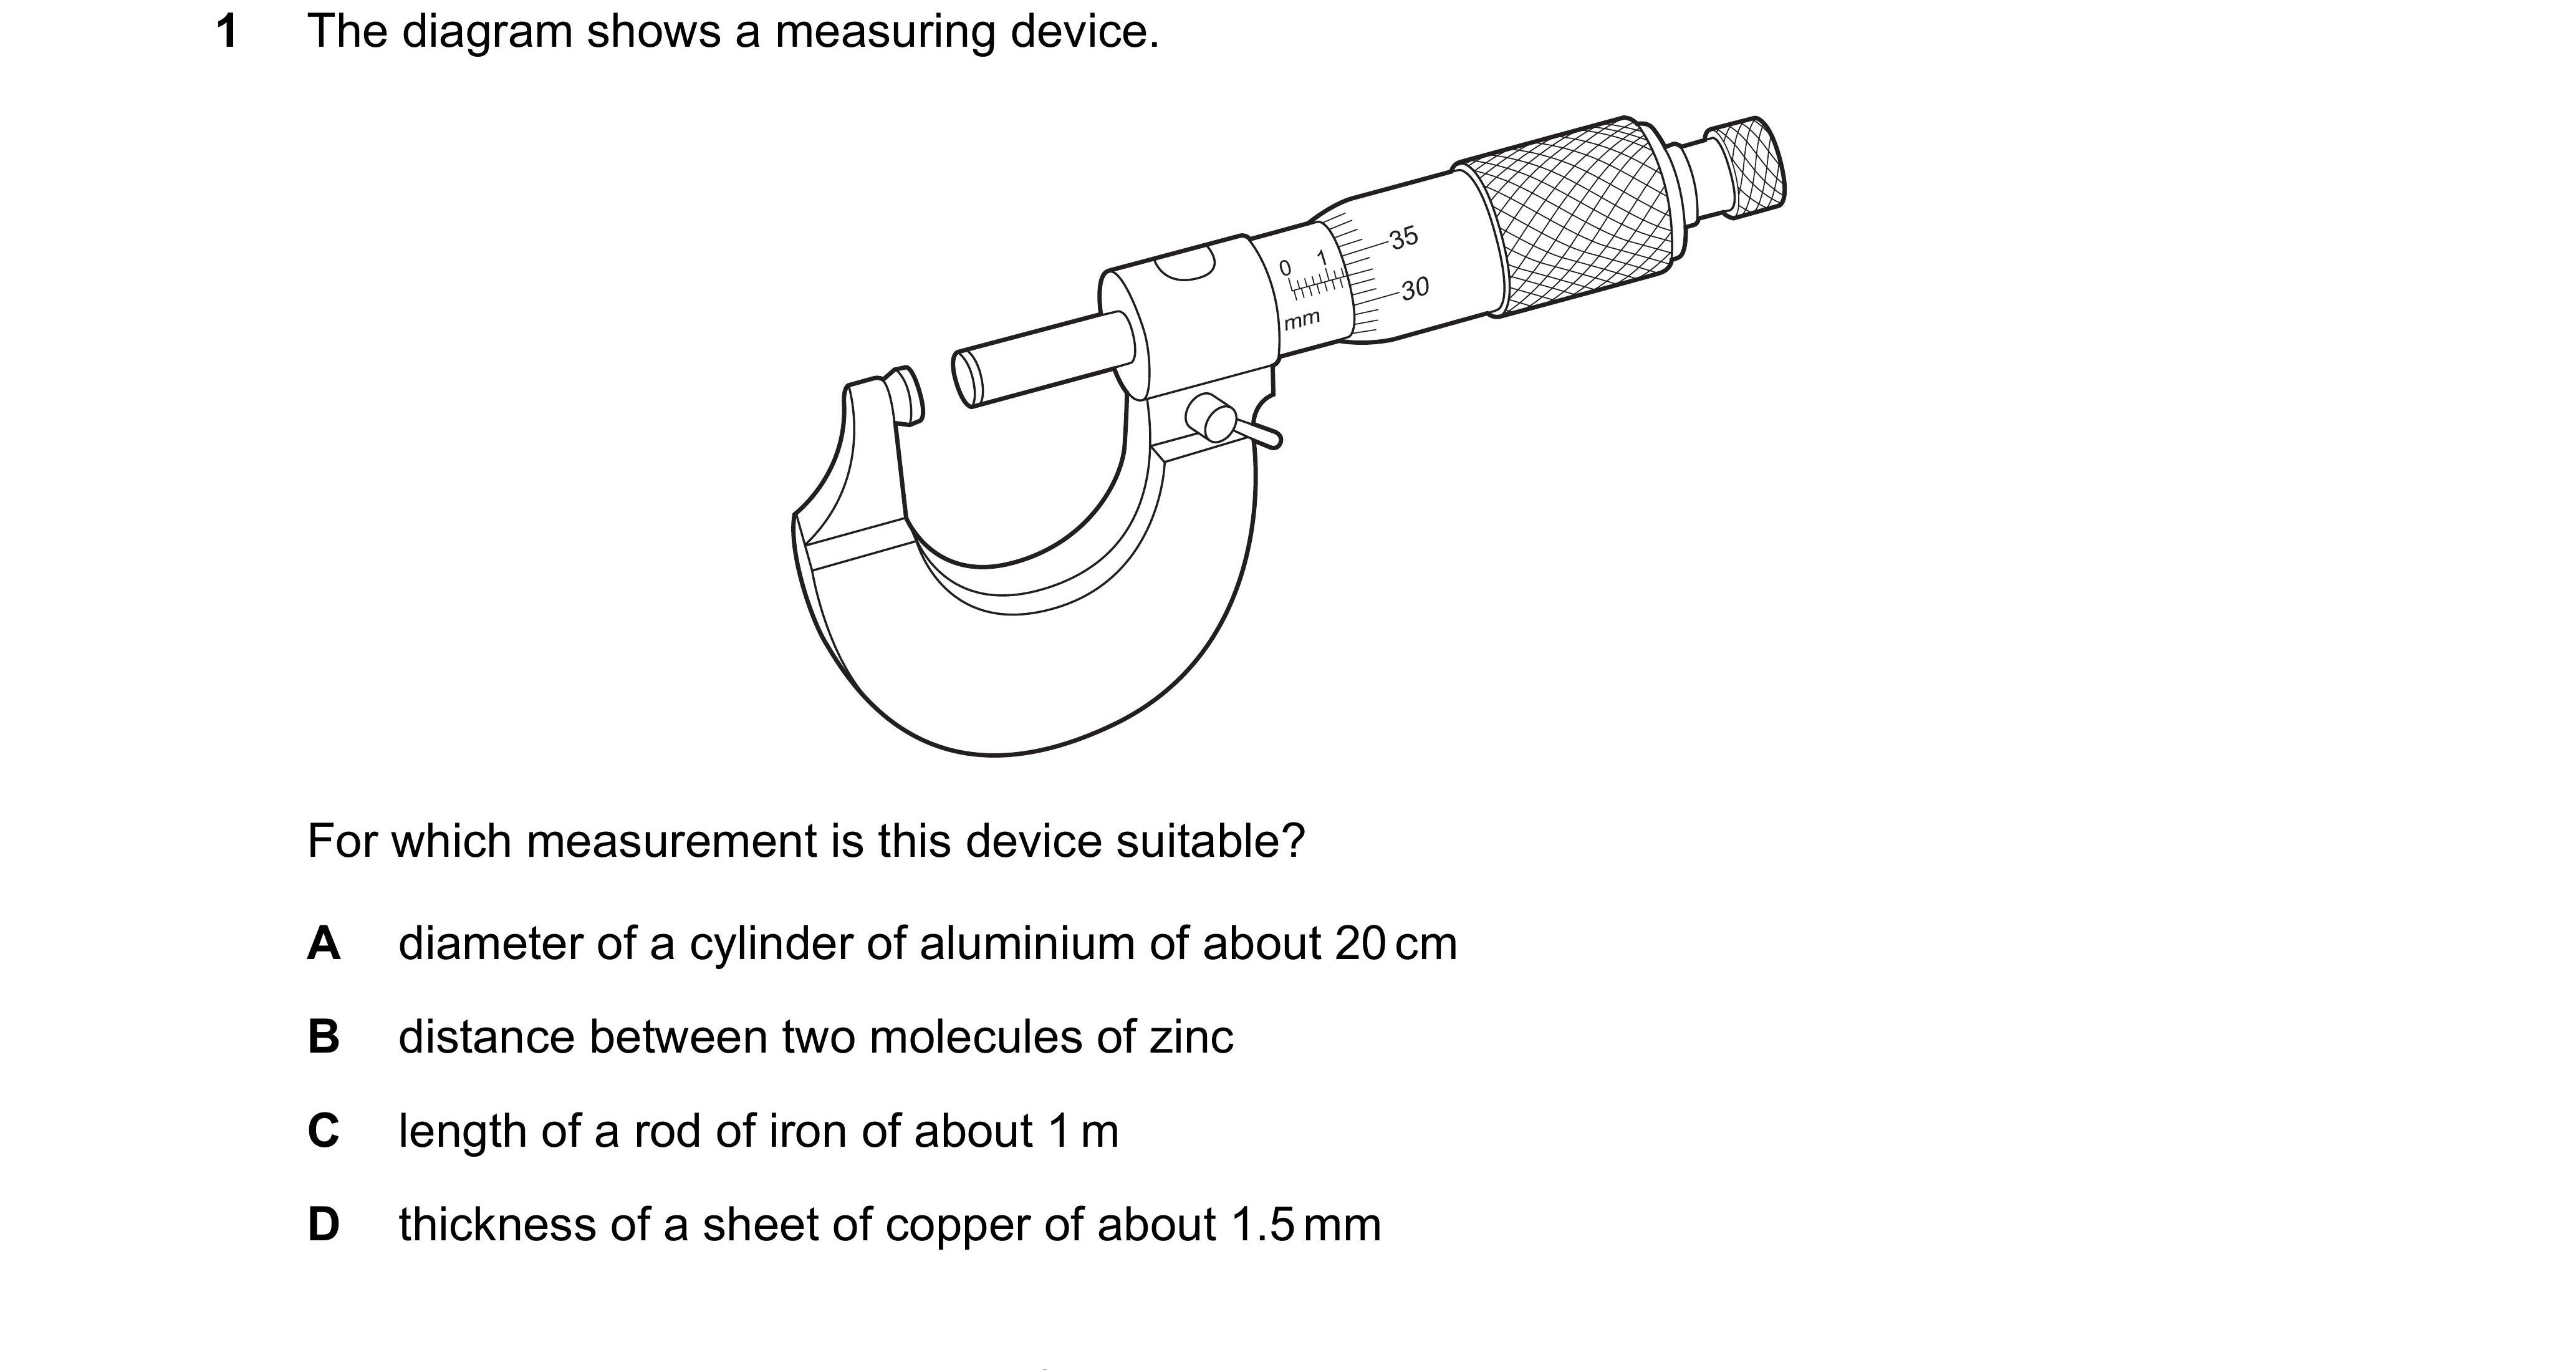 1 The diagram shows a measuring device.
35
0 1
30
mm
For which measurement is this device suitable?
A diameter of a cylinder of aluminium of about 20 cm
B distance between two molecules of zinc
C length of a rod of iron of about 1 m
D thickness of a sheet of copper of about 1.5 mm